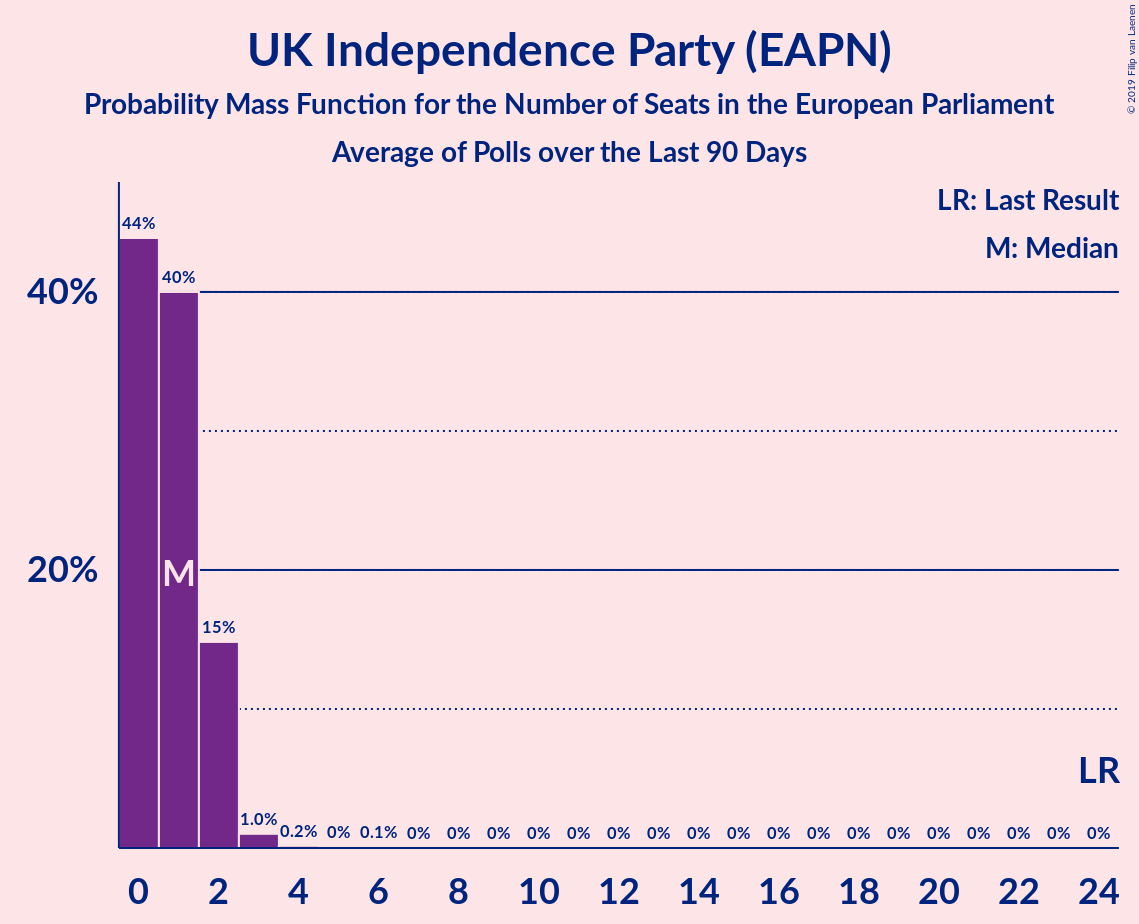 UK Independence Party (EAPN)
Probability Mass Function for the Number of Seats in the European Parliament
Average of Polls over the Last 90 Days
© 2019 Filip van Laenen
LR: Last Result
M: Median
44%
40%
40%
20%
M
15%
LR
1.0% 0.2% 0% 0.1% 0% 0% 0% 0% 0% 0% 0% 0% 0% 0% 0% 0% 0% 0% 0% 0% 0% 0%
0 2 4 6 8 10 12 14 16 18 20 22 24